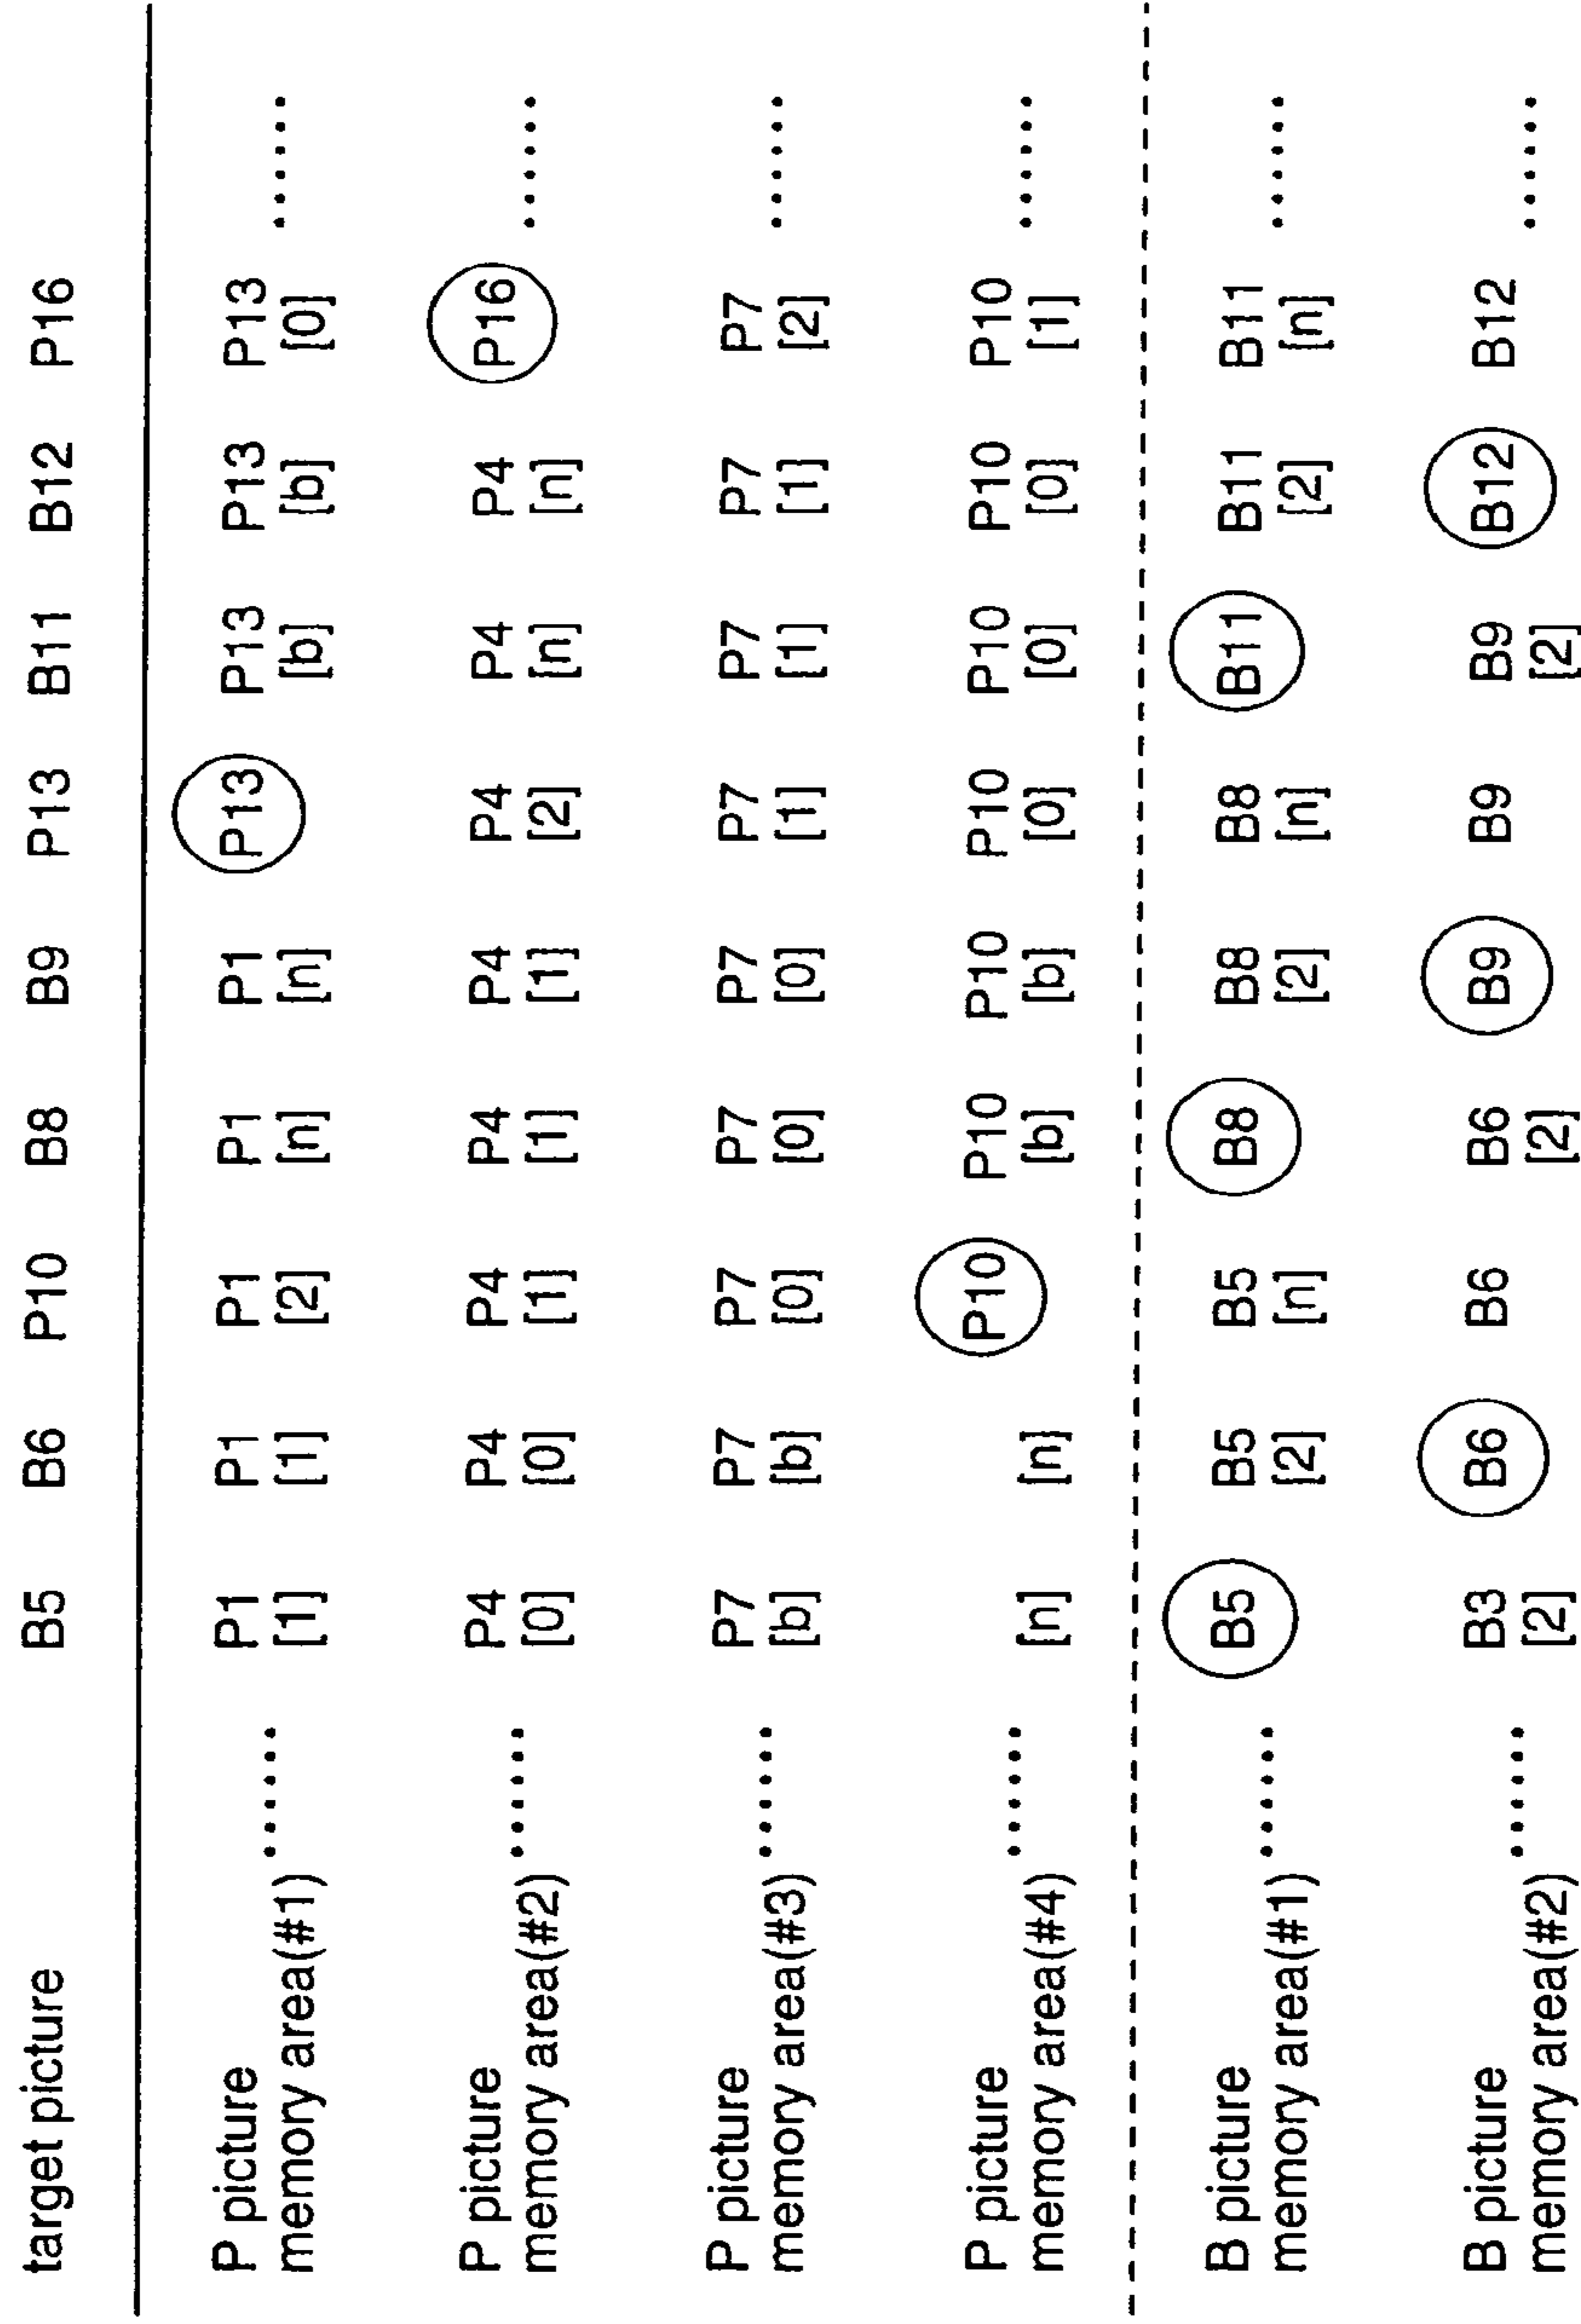 target picture B5 B6 P10 B8 B9 P13 B11 B12 P16
P picture P1 P1 P1 P1 P1 P13 P13 P13 P13
memory area(#1) ...... [1] [1] [2] [n] [n] [b] [b] [0] ......
P picture P4 P4 P4 P4 P4 P4 P4 P4 P16
memory area(#2) ...... [0] [0] [1] [1] [1] [2] [n] [n] ......
P picture P7 P7 P7 P7 P7 P7 P7 P7 P7
memory area(#3) ...... [b] [b] [0] [0] [0] [1] [1] [1] [2] ......
P picture P10 P10 P10 P10 P10 P10 P10
memory area(#4) ...... [n] [n] [b] [b] [0] [0] [0] [1] ......
B picture B5 B5 B5 B8 B8 B8 B11 B11 B11
memory area(#1) ...... [2] [n] [2] [n] [2] [n] ......
B picture B3 B6 B6 B6 B9 B9 B9 B12 B12
memory area(#2) ...... [2] [2] [2] ......